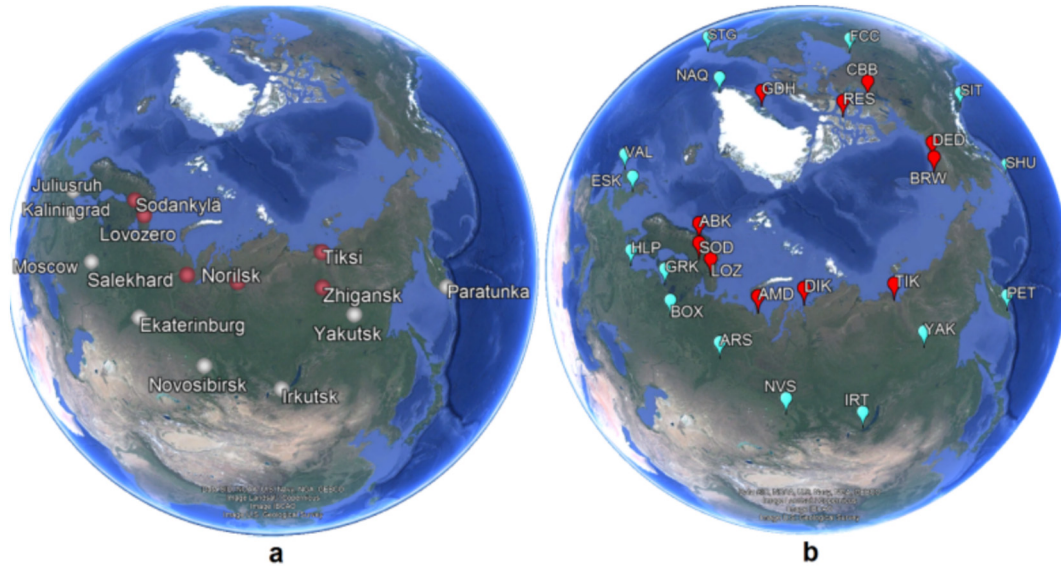 Juliusruh
Kaliningrad
Sodankyla
Lovozero
Moscow
Salekhard
Norilsk
Tiksi
Zhigansk
Paratunka
Ekaterinburg
Yakutsk
Novosibirsk
Irkutsk
a
STG
FCC
NAQ
GDH
CBB
RES
SIT
DED
BRW
SHU
VAL
ESK
ABK
HLP
SOD
GRK
LOZ
BOX
AMD
DIK
TIK
PET
ARS
YAK
NVS
IRT
b